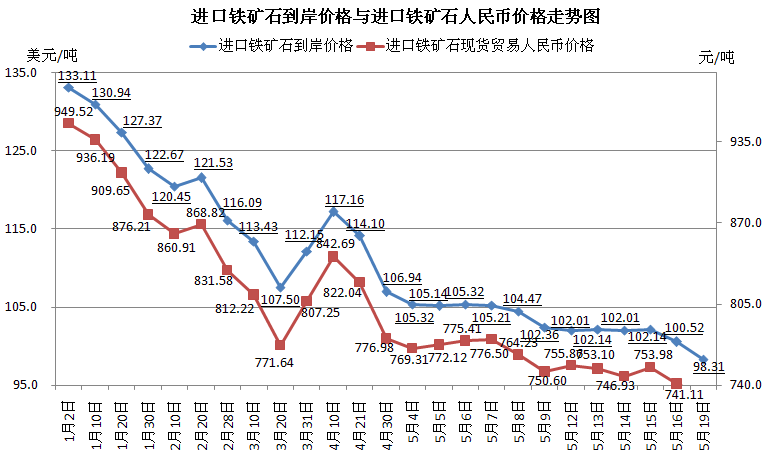 进口铁矿石到岸价格与进口铁矿石人民币价格走势图
进口铁矿石到岸价格 进口铁矿石现货贸易人民币价格
美元/吨 元/吨
135.0
125.0
115.0
105.0
95.0
935.0
870.0
805.0
740.0
133.11
130.94
127.37
122.67
120.45
121.53
116.09
113.43
107.50
112.15
117.16
114.10
106.94
105.32
105.14
105.32
105.21
104.47
102.36
102.01
102.14
102.01
102.14
100.52
98.31
949.52
936.19
909.65
876.21
860.91
868.82
831.58
812.22
771.64
807.25
842.69
822.04
776.98
769.31
772.12
775.41
776.50
764.23
750.60
755.86
753.10
746.93
753.98
741.11
1月2日
1月10日
1月20日
1月30日
2月10日
2月20日
2月28日
3月10日
3月20日
3月31日
4月10日
4月21日
4月30日
5月4日
5月5日
5月6日
5月7日
5月8日
5月9日
5月12日
5月13日
5月14日
5月15日
5月16日
5月19日